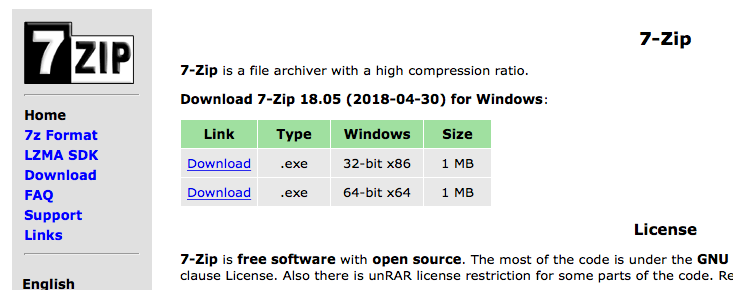 7ZIP
Home
7z Format
LZMA SDK
Download
FAQ
Support
Links
English
7-Zip
7-Zip is a file archiver with a high compression ratio.
Download 7-Zip 18.05 (2018-04-30) for Windows:
Link Type Windows Size
Download .exe 32-bit x86 1 MB
Download .exe 64-bit x64 1 MB
License
7-Zip is free software with open source. The most of the code is under the GNU
clause License. Also there is unRAR license restriction for some parts of the code. Re